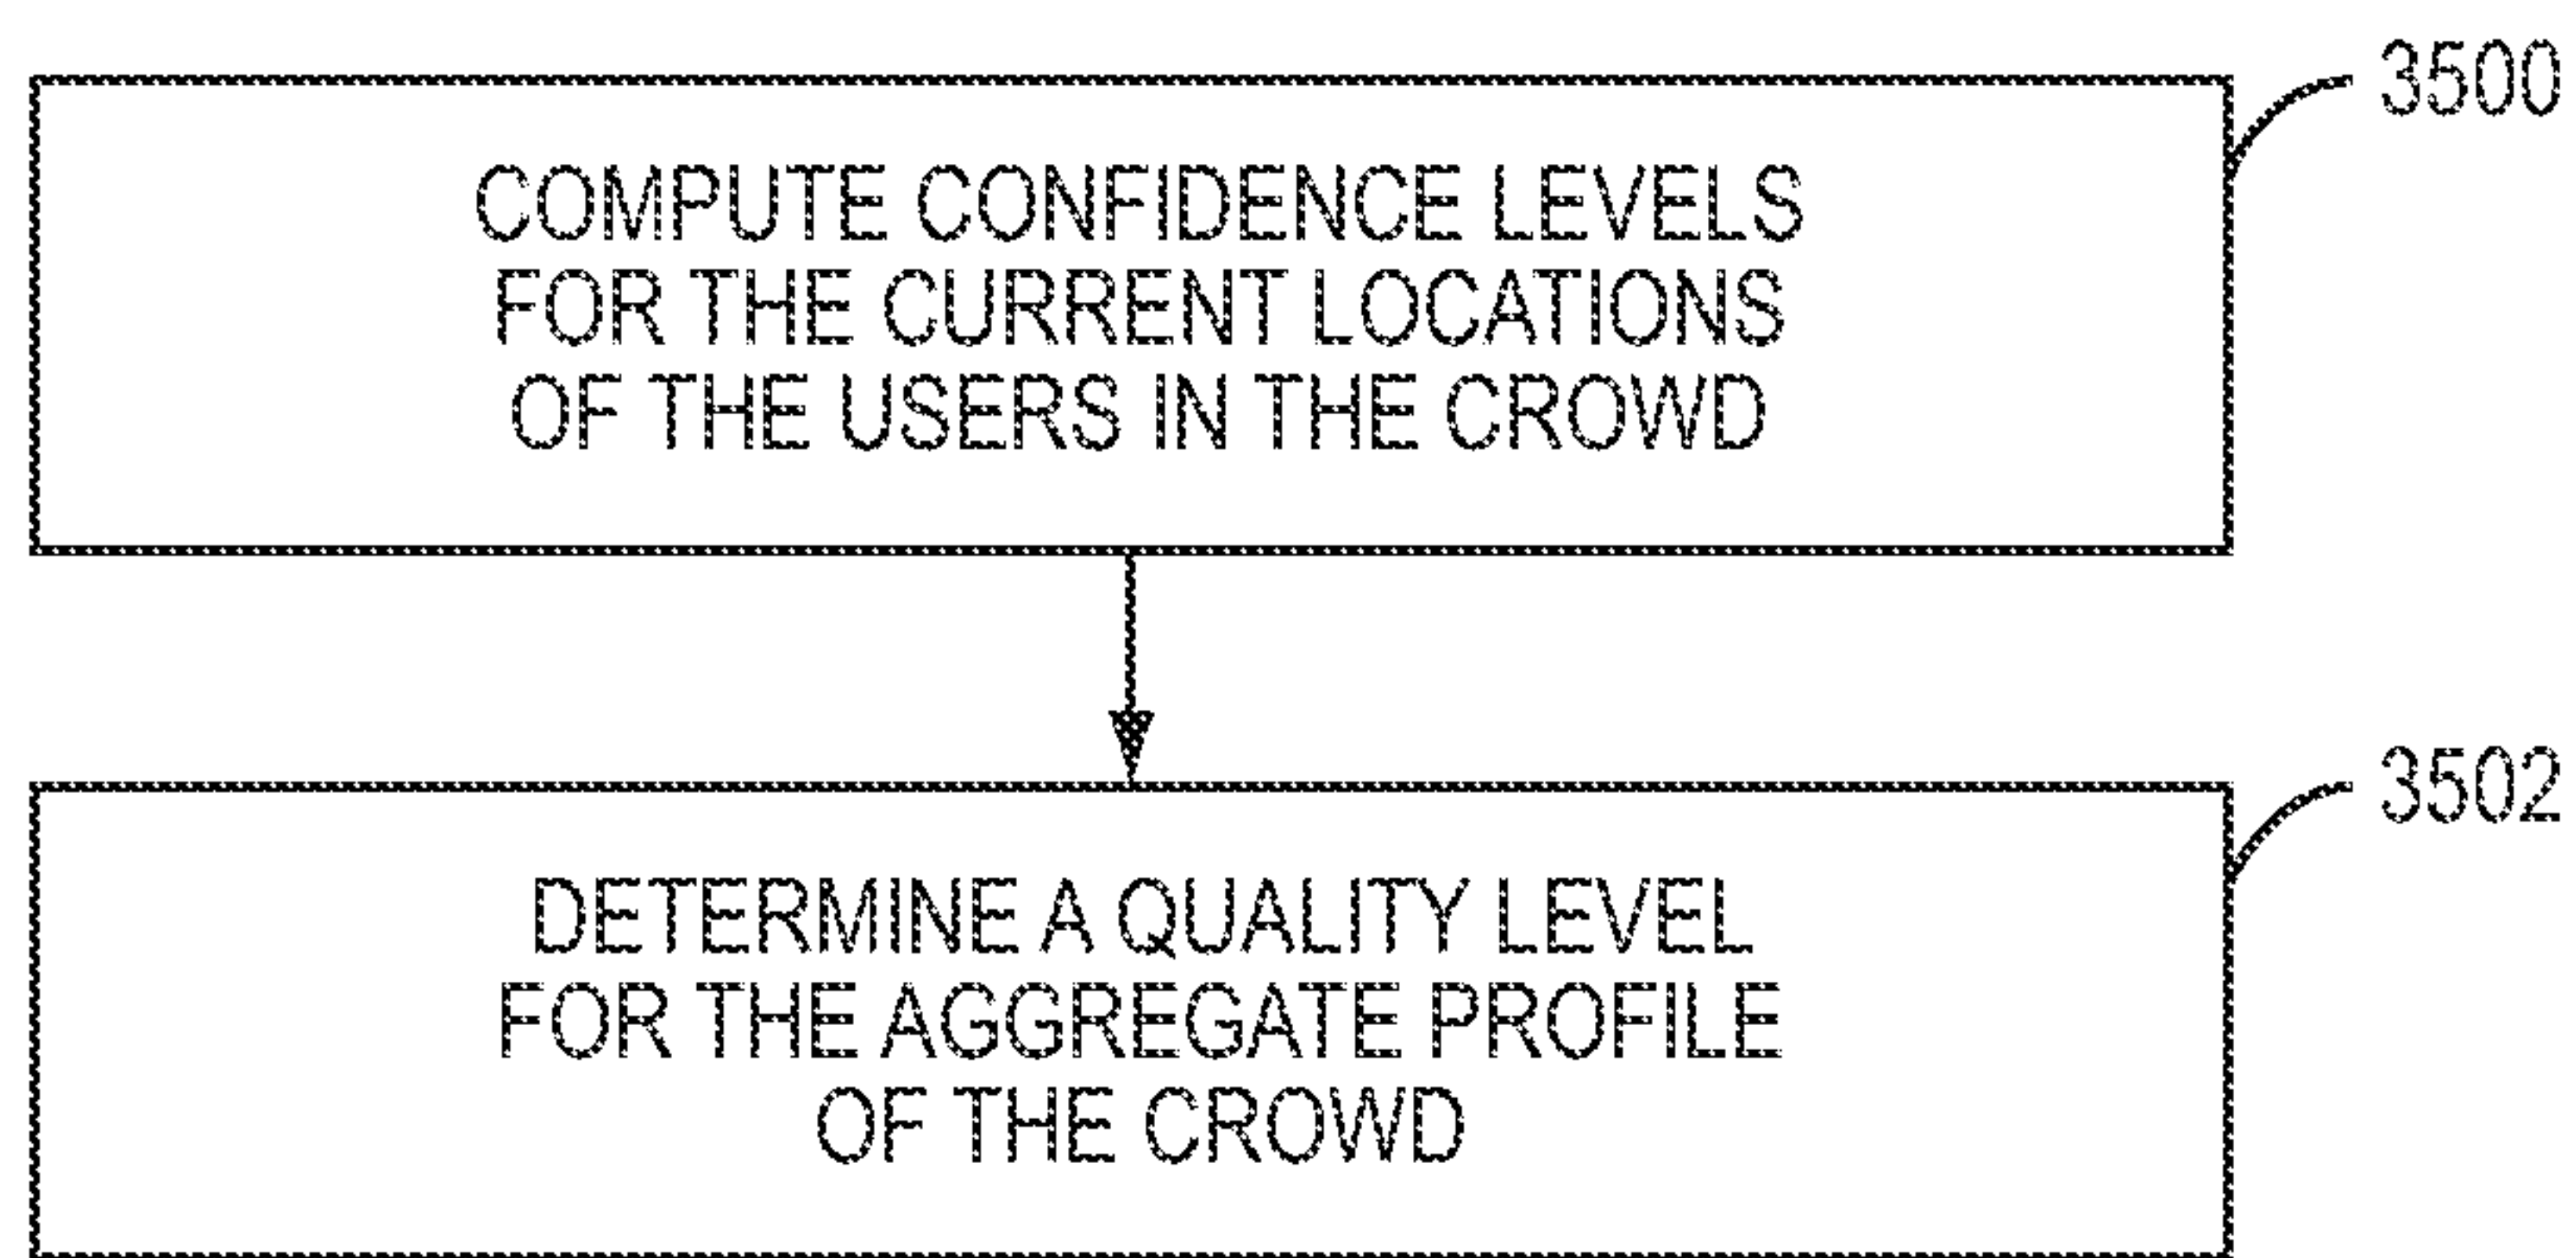 3500
COMPUTE CONFIDENCE LEVELS
FOR THE CURRENT LOCATIONS
OF THE USERS IN THE CROWD
3502
DETERMINE A QUALITY LEVEL
FOR THE AGGREGATE PROFILE
OF THE CROWD